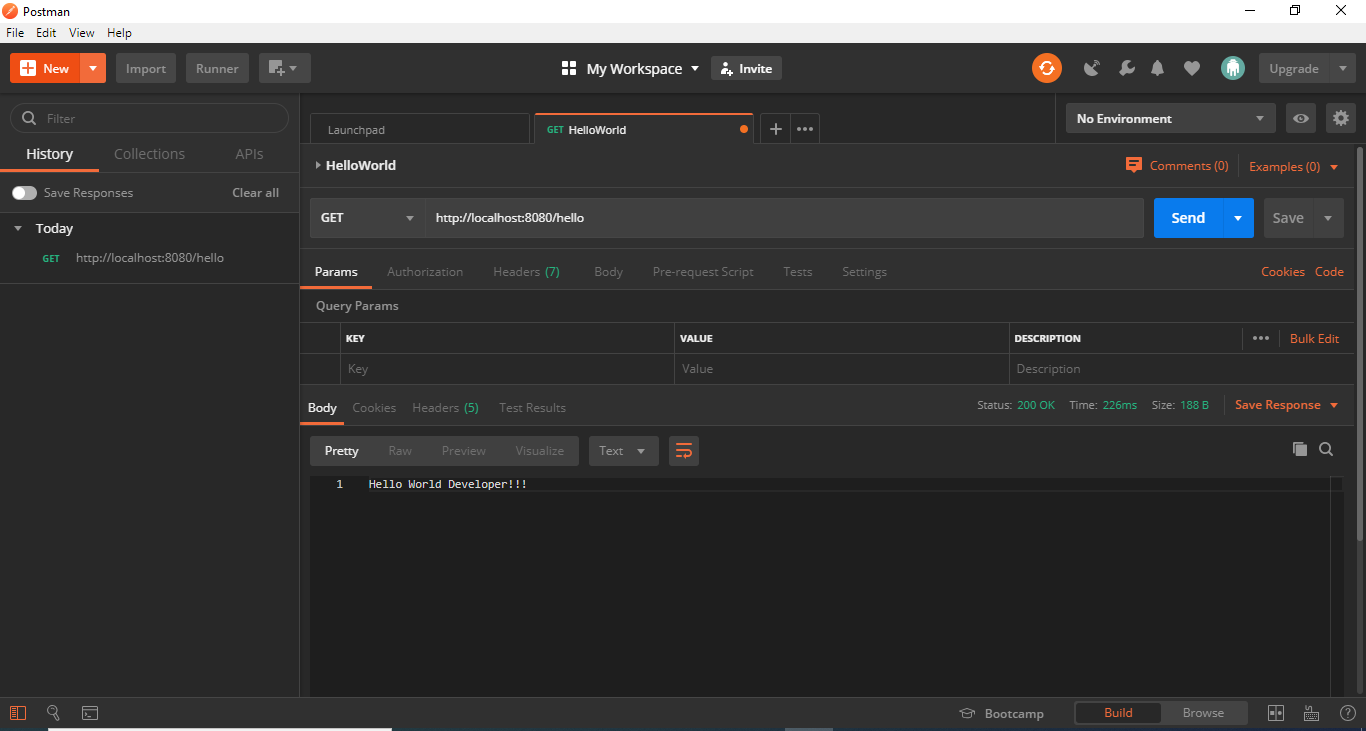 Postman
File Edit View Help
New Import Runner My Workspace Invite Upgrade
Filter
Launchpad GET HelloWorld No Environment
History Collections APIs
HelloWorld Comments (0) Examples (0)
Save Responses Clear all
GET http://localhost:8080/hello Send Save
Today
GET http://localhost:8080/hello
Params Authorization Headers (7) Body Pre-request Script Tests Settings Cookies Code
Query Params
KEY VALUE DESCRIPTION Bulk Edit
Key Value Description
Body Cookies Headers (5) Test Results Status: 200 OK Time: 226ms Size: 188 B Save Response
Pretty Raw Preview Visualize Text
1 Hello World Developer!!!
Bootcamp Build Browse